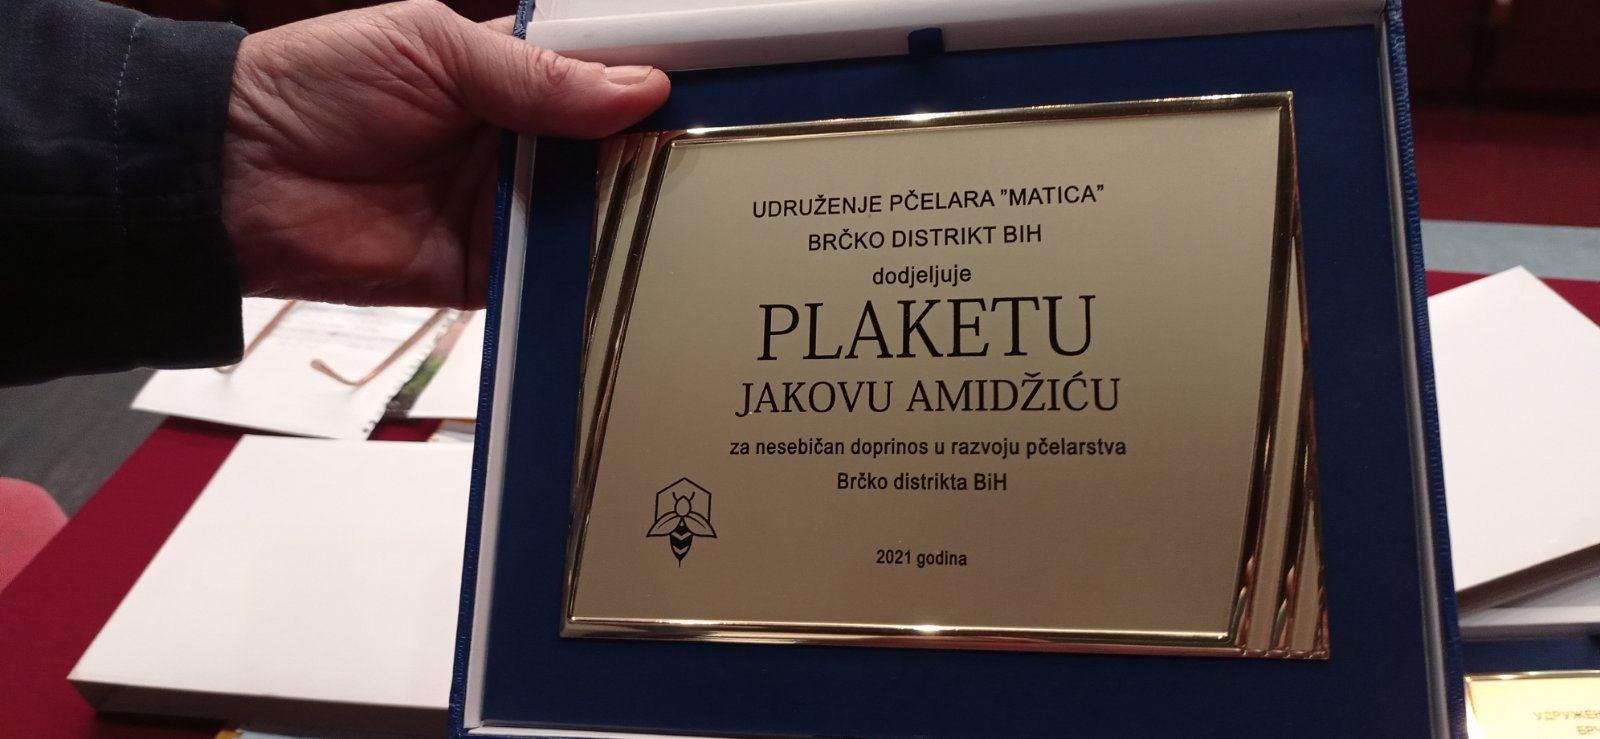 UDRUŽENJE PČELARA "MATICA"
BRČKO DISTRIKT BIH
dodjeljuje
PLAKETU
JAKOVU AMIDŽIĆU
za nesebičan doprinos u razvoju pčelarstva
Brčko distrikta BiH
2021 godina